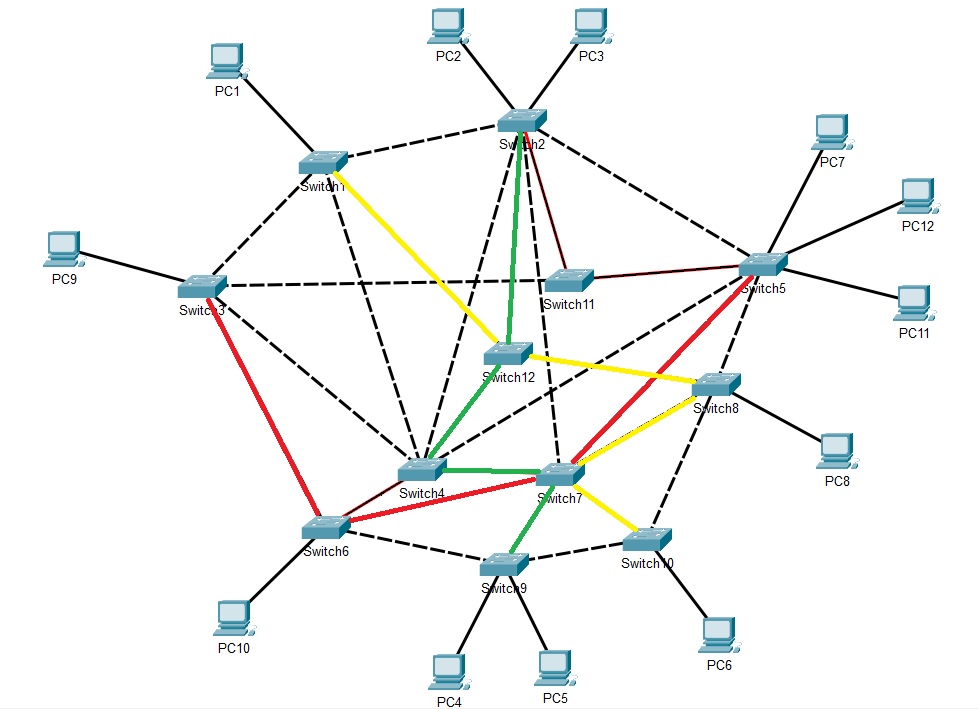 PC2
PC3
PC1
PC7
Switch2
Switch1
PC12
PC9
Switch5
Switch3
Switch11
PC11
Switch12
Switch8
PC8
Switch4
Switch7
Switch6
Switch10
Switch9
PC10
PC6
PC4
PC5